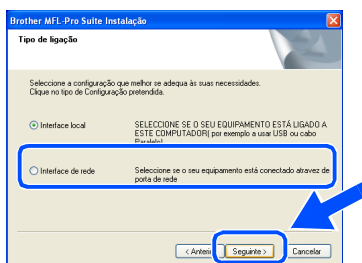 Brother MFL-Pro Suite Instalação
Tipo de ligação
Seleccione a configuração que melhor se adequa às suas necesidades.
Clique no tipo de Configuração pretendida.
Interface local
SELECCIONE SE O SEU EQUIPAMENTO ESTÁ LIGADO A
ESTE COMPUTADOR( por exemplo a usar USB ou cabo
Paralelo)
Interface de rede
Seleccione se o seu equipamento está conectado atravez de
porta de rede
< Anterior
Seguinte >
Cancelar